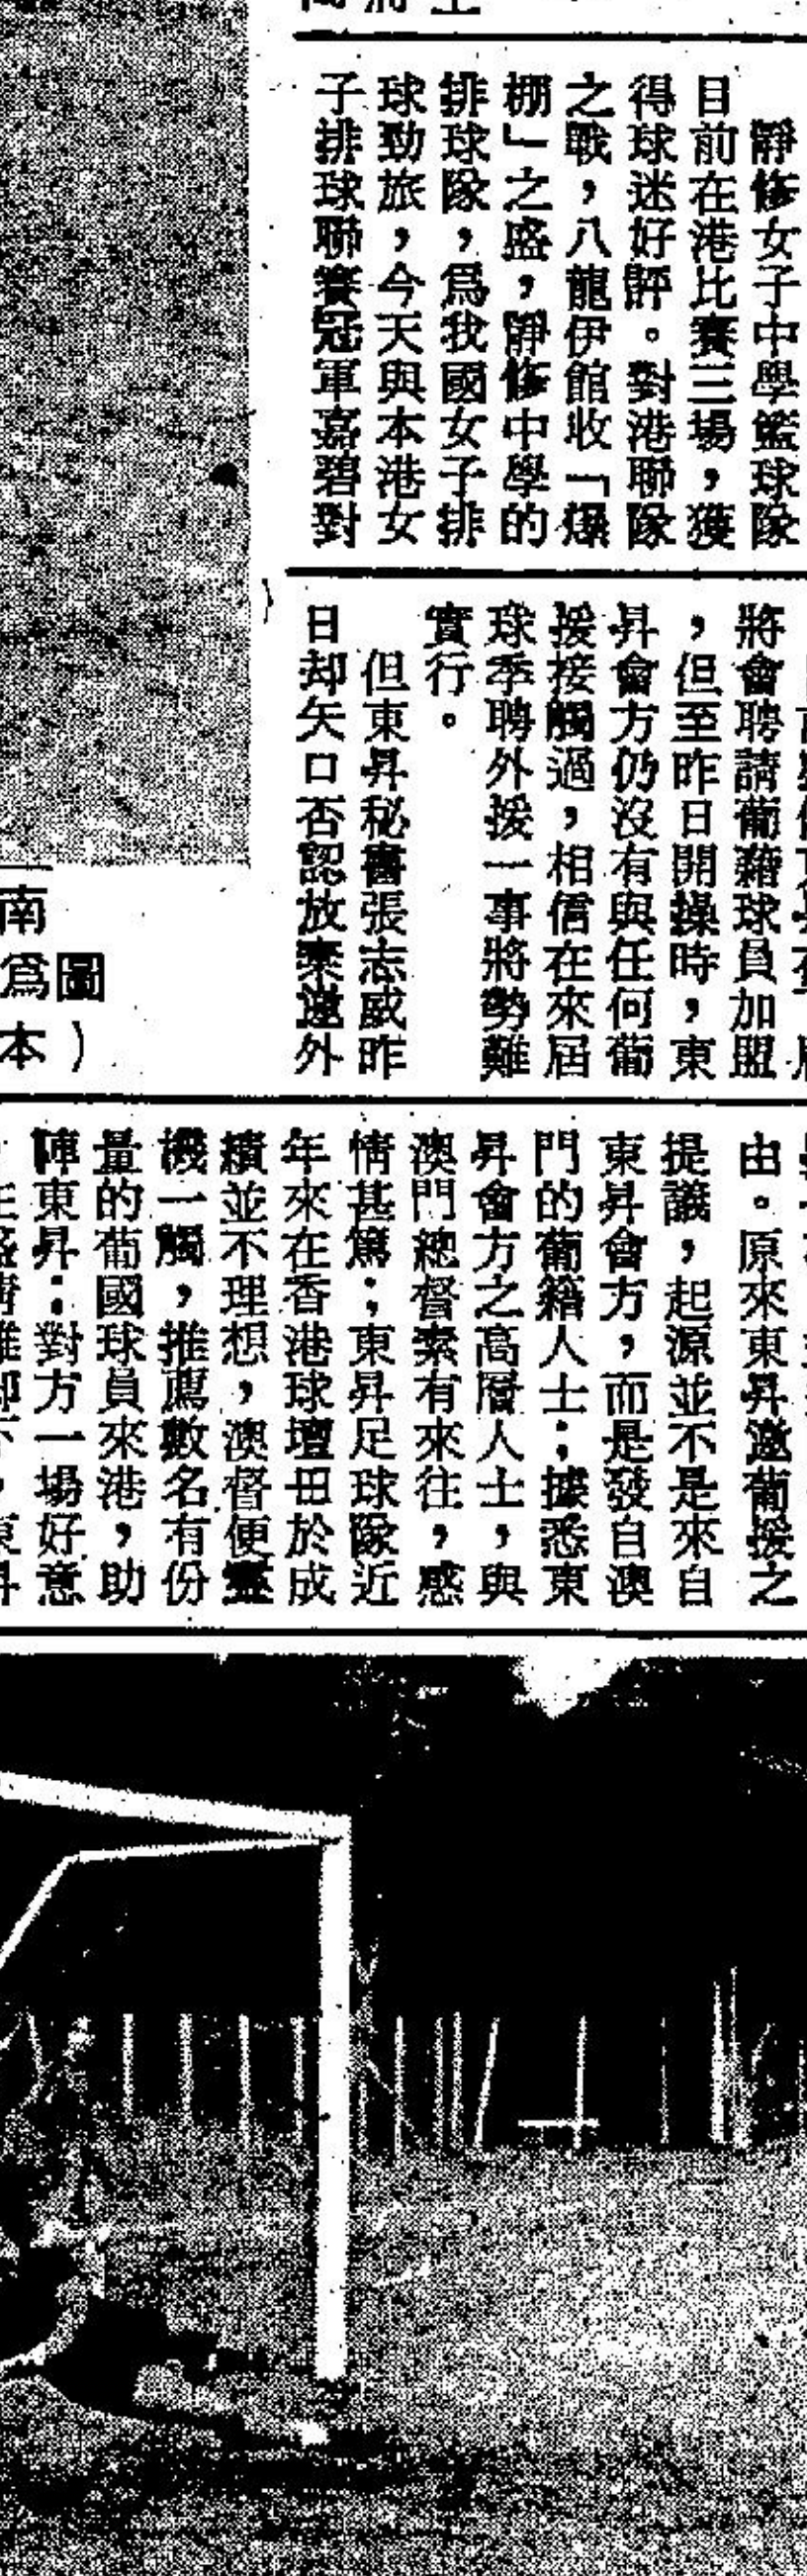 靜修女子中學籃球隊
目前在港比賽三場，獲
得球迷好評。對港聯隊
之戰，八龍伊館收「爆
棚」之盛，靜修中學的
排球隊，爲我國女子排
球勁旅，今天與本港女
子排球聯賽冠軍嘉碧對
將會聘請葡藉球員加盟
，但至昨日開操時，東
昇會方仍沒有與任何葡
援接觸過，相信在來屆
球季聘外援一事將勢難
實行。
但東昇秘書張志威昨
日却矢口否認放棄邀外
由。原來東昇邀葡援之
提議，起源並不是來自
東昇會方，而是發自澳
門的葡籍人士；據悉東
昇會方之高層人士，與
澳門總督素有來往，感
情甚篤；東昇足球隊近
年來在香港球壇由於成
績並不理想，澳督便靈
機一觸，推薦數名有份
量的葡國球員來港，助
陣東昇：對方一場好意
南
圖爲
）本